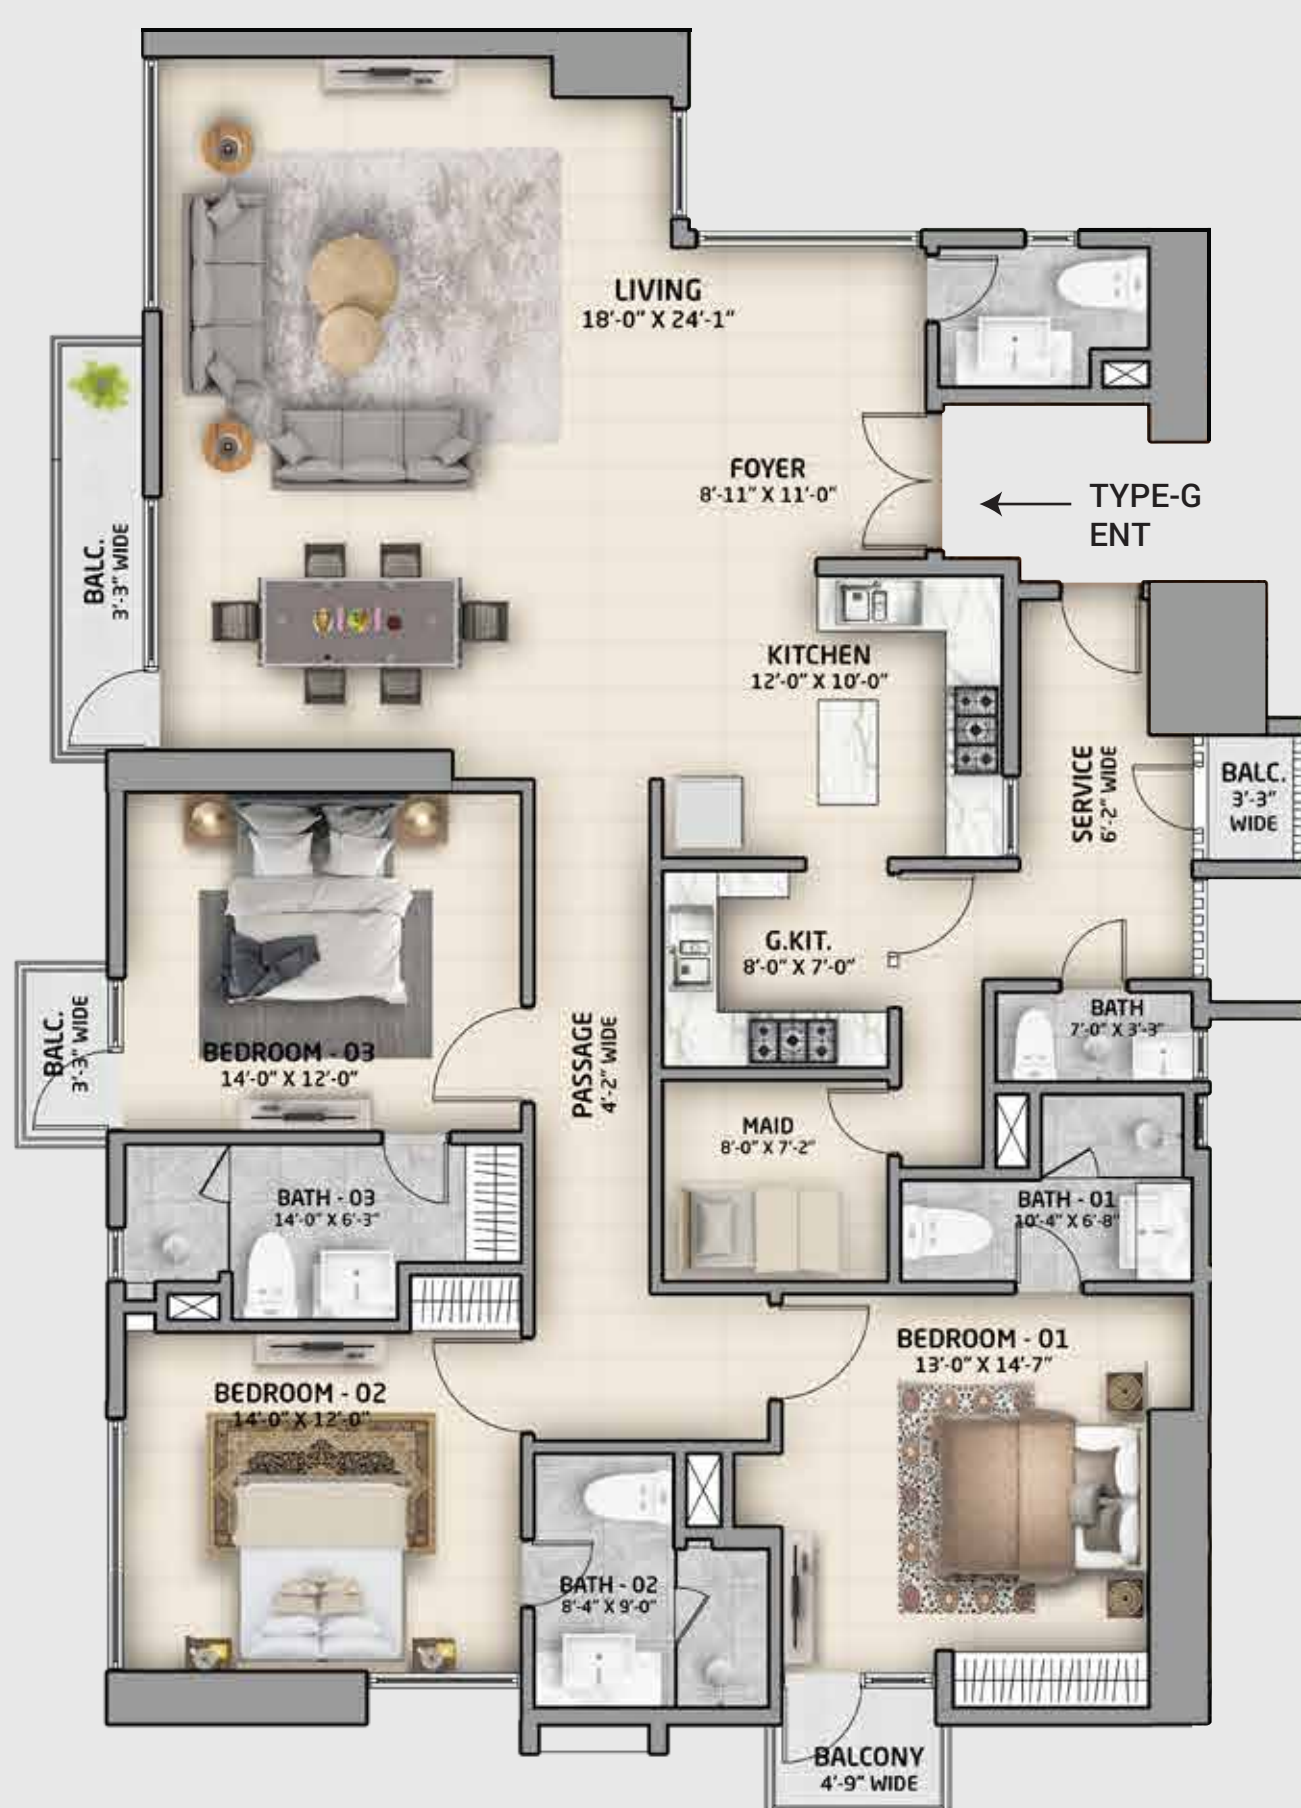 LIVING
18'-0" X 24'-1"
FOYER
8'-11" X 11'-0"
TYPE-G
ENT
BALC.
3'-3" WIDE
KITCHEN
12'-0" X 10'-0"
SERVICE
6'-2" WIDE
BALC.
3'-3"
WIDE
G.KIT.
8'-0" X 7'-0"
BALC.
3'-3" WIDE
BEDROOM - 03
14'-0" X 12'-0"
PASSAGE
4'-2" WIDE
BATH
7'-0" X 3'-3"
MAID
8'-0" X 7'-2"
BATH - 03
14'-0" X 6'-3"
BATH - 01
10'-4" X 6'-8"
BEDROOM - 02
14'-0" X 12'-0"
BEDROOM - 01
13'-0" X 14'-7"
BATH - 02
8'-4" X 9'-0"
BALCONY
4'-9" WIDE